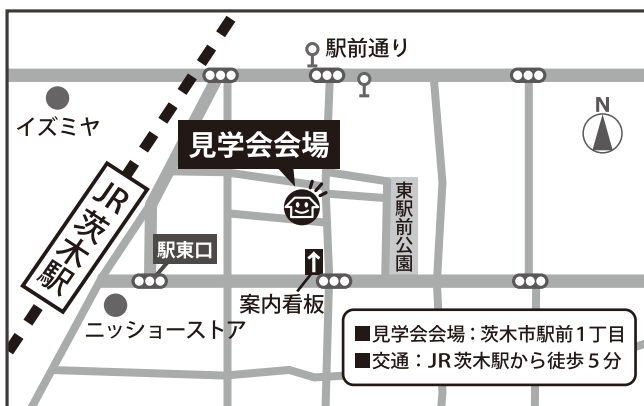 駅前通り
イズミヤ
N
見学会会場
JR茨木駅
東駅前公園
駅東口
案内看板
ニッショーストア
■見学会会場：茨木市駅前1丁目
■交通：JR茨木駅から徒歩5分